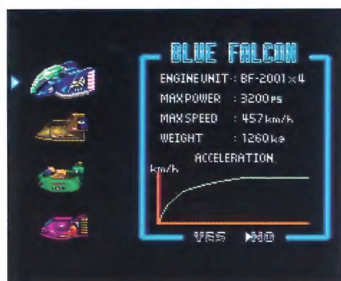 BLUE FALCON
ENGINE UNIT : BF-2001×4
MAX POWER : 3200ps
MAX SPEED : 457km/h
WEIGHT : 1260kg
ACCELERATION
km/h
YES ▶NO